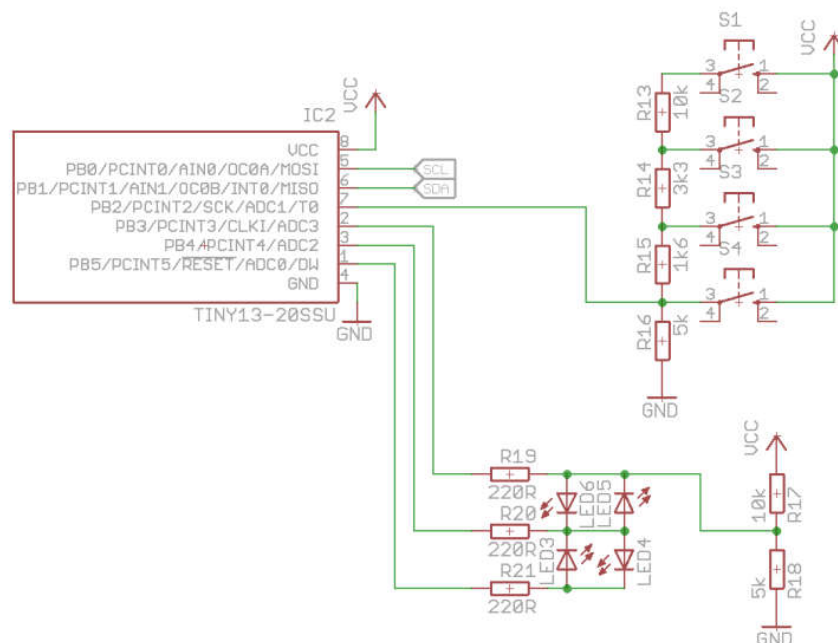 IC2
VCC
VCC 8
PB0/PCINT0/AIN0/OC0A/MOSI 5
SCL
PB1/PCINT1/AIN1/OC0B/INT0/MISO 6
SDA
PB2/PCINT2/SCK/ADC1/T0 7
PB3/PCINT3/CLKI/ADC3 2
PB4/PCINT4/ADC2 3
PB5/PCINT5/RESET/ADC0/DW 1
GND 4
TINY13-20SSU
GND
S1
VCC
3 1
4 2
S2
R13
10k
3 1
4 2
S3
R14
3k3
3 1
4 2
S4
R15
1k6
3 1
4 2
R16
5k
GND
R19
220R
LED6
LED5
R20
220R
LED3
LED4
R21
220R
VCC
10k
R17
5k
R18
GND